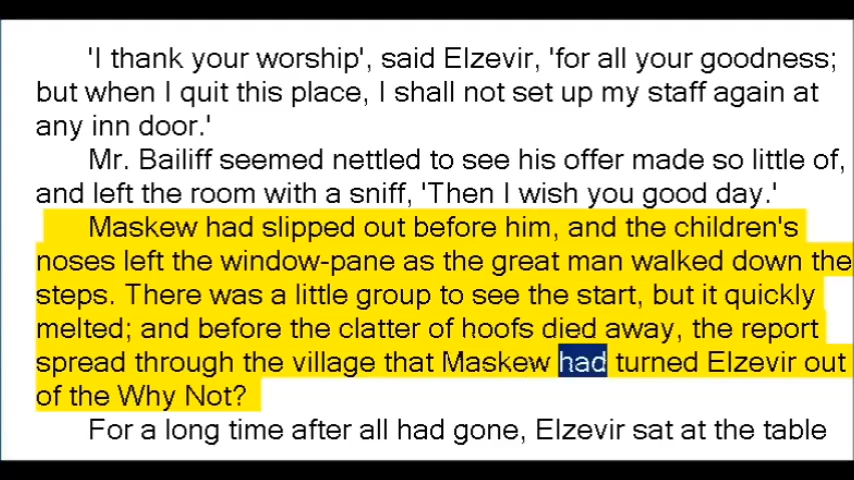 'I thank your worship', said Elzevir, 'for all your goodness;
but when I quit this place, I shall not set up my staff again at
any inn door.'
Mr. Bailiff seemed nettled to see his offer made so little of,
and left the room with a sniff, 'Then I wish you good day.'
Maskew had slipped out before him, and the children's
noses left the window-pane as the great man walked down the
steps. There was a little group to see the start, but it quickly
melted; and before the clatter of hoofs died away, the report
spread through the village that Maskew had turned Elzevir out
of the Why Not?
For a long time after all had gone, Elzevir sat at the table